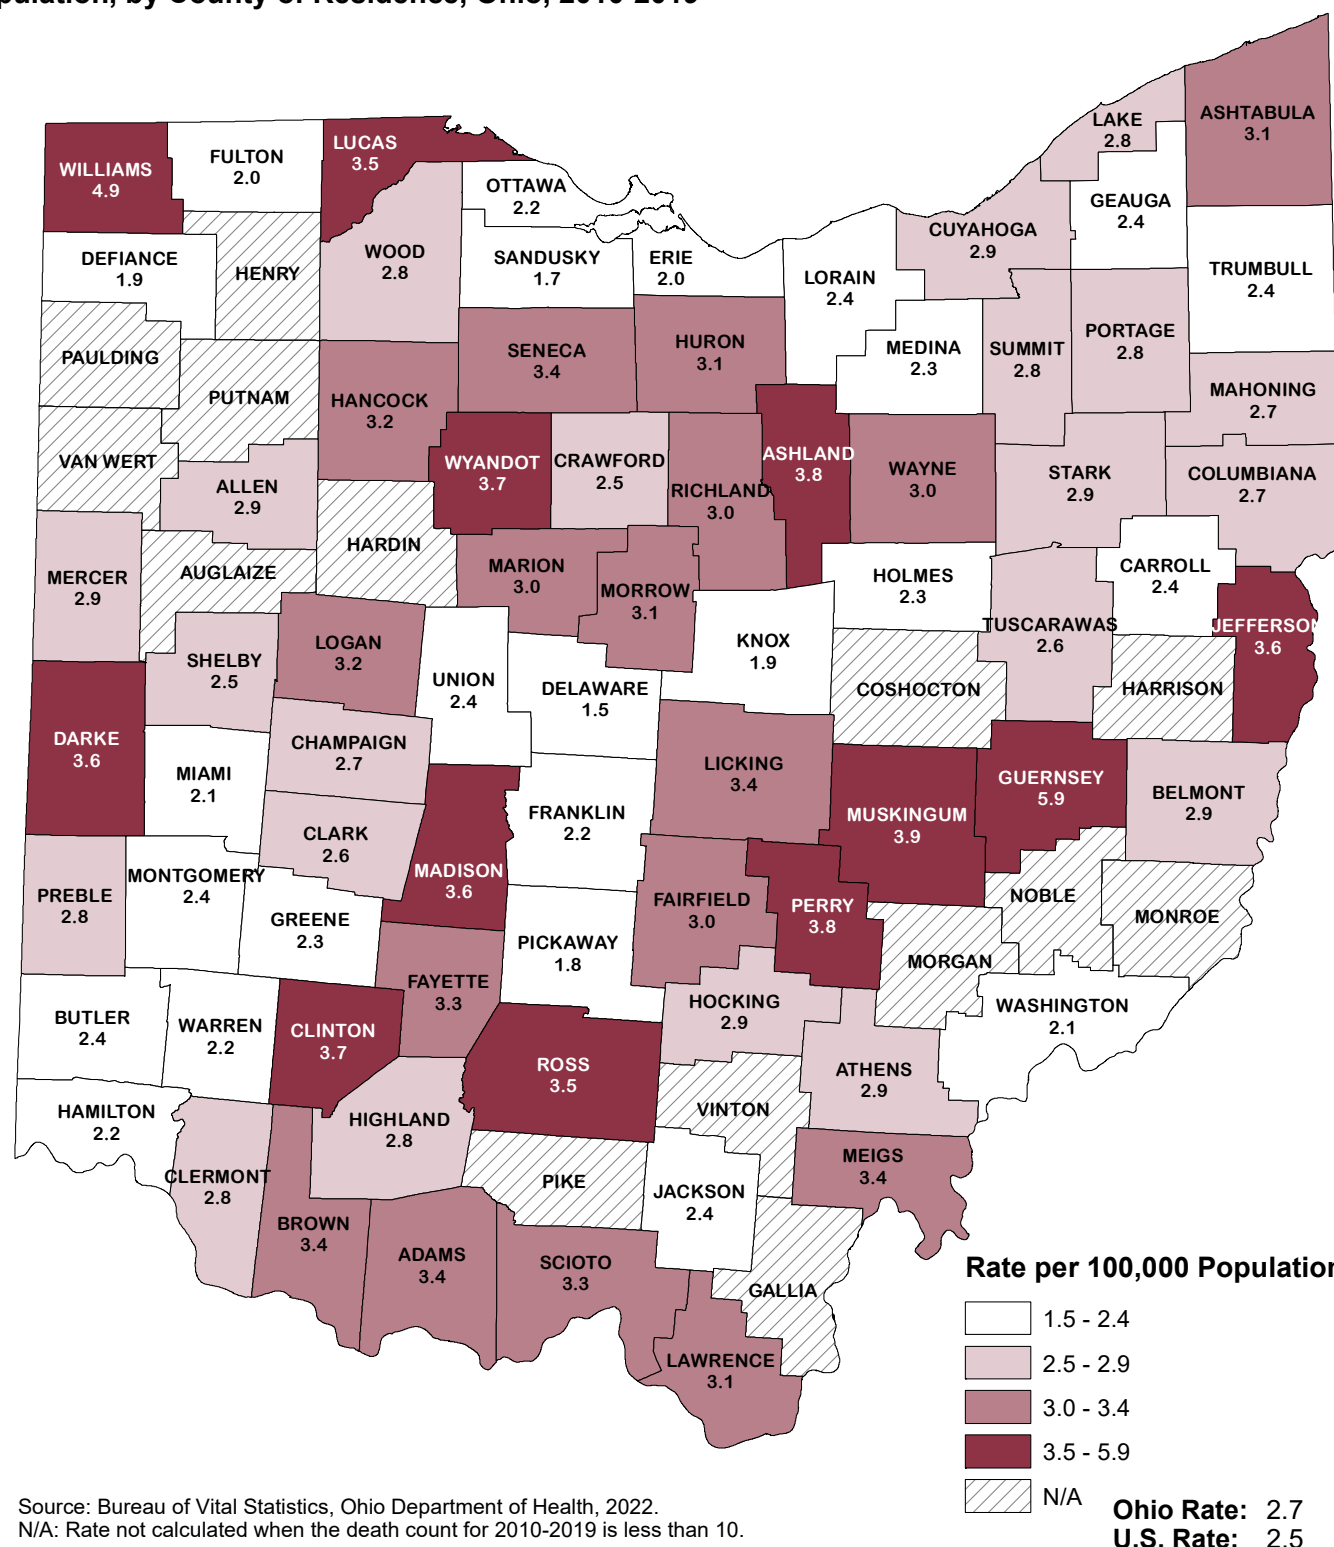 by County of Residence, Ohio,
LAKE
2.8
ASHTABULA
3.1
WILLIAMS
4.9
FULTON
2.0
LUCAS
3.5
OTTAWA
2.2
GEAUGA
2.4
CUYAHOGA
2.9
DEFIANCE
1.9
HENRY
WOOD
2.8
SANDUSKY
1.7
ERIE
2.0
LORAIN
2.4
TRUMBULL
2.4
PAULDING
PUTNAM
HANCOCK
3.2
SENECA
3.4
HURON
3.1
MEDINA
2.3
SUMMIT
2.8
PORTAGE
2.8
MAHONING
2.7
VAN WERT
ALLEN
2.9
WYANDOT
3.7
CRAWFORD
2.5
RICHLAND
3.0
ASHLAND
3.8
WAYNE
3.0
STARK
2.9
COLUMBIANA
2.7
MERCER
2.9
AUGLAIZE
HARDIN
MARION
3.0
MORROW
3.1
HOLMES
2.3
CARROLL
2.4
TUSCARAWAS
2.6
JEFFERSON
3.6
SHELBY
2.5
LOGAN
3.2
UNION
2.4
DELAWARE
1.5
KNOX
1.9
COSHOCTON
HARRISON
DARKE
3.6
MIAMI
2.1
CHAMPAIGN
2.7
LICKING
3.4
MUSKINGUM
3.9
GUERNSEY
5.9
BELMONT
2.9
CLARK
2.6
MADISON
3.6
FRANKLIN
2.2
PREBLE
2.8
MONTGOMERY
2.4
GREENE
2.3
PICKAWAY
1.8
FAIRFIELD
3.0
PERRY
3.8
NOBLE
MONROE
MORGAN
FAYETTE
3.3
HOCKING
2.9
WASHINGTON
2.1
BUTLER
2.4
WARREN
2.2
CLINTON
3.7
ROSS
3.5
ATHENS
2.9
HAMILTON
2.2
HIGHLAND
2.8
VINTON
CLERMONT
2.8
PIKE
JACKSON
2.4
MEIGS
3.4
BROWN
3.4
ADAMS
3.4
SCIOTO
3.3
GALLIA
LAWRENCE
3.1
Rate per 100,000 Population
1.5 - 2.4
2.5 - 2.9
3.0 - 3.4
3.5 - 5.9
N/A
Ohio Rate: 2.7
U.S. Rate: 2.5
Source: Bureau of Vital Statistics, Ohio Department of Health, 2022.
N/A: Rate not calculated when the death count for 2010-2019 is less than 10.